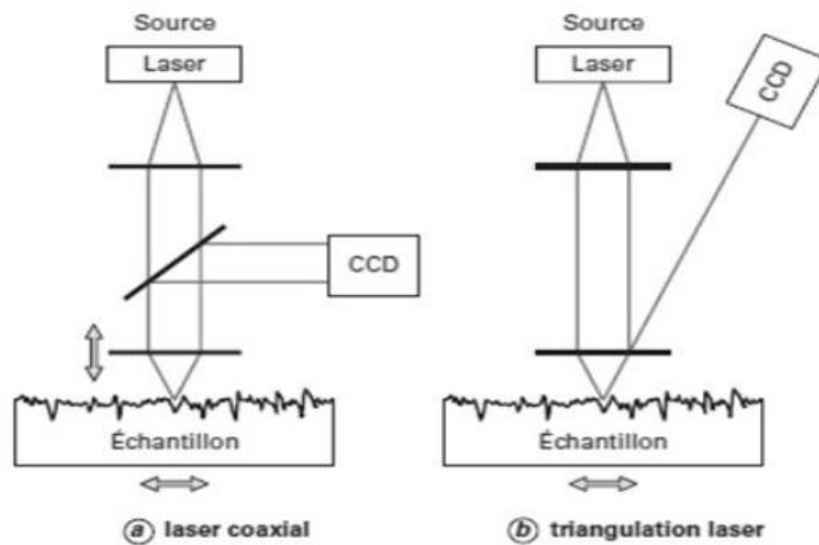 Source
Laser
CCD
Échantillon
a laser coaxial
Source
Laser
CCD
Échantillon
b triangulation laser